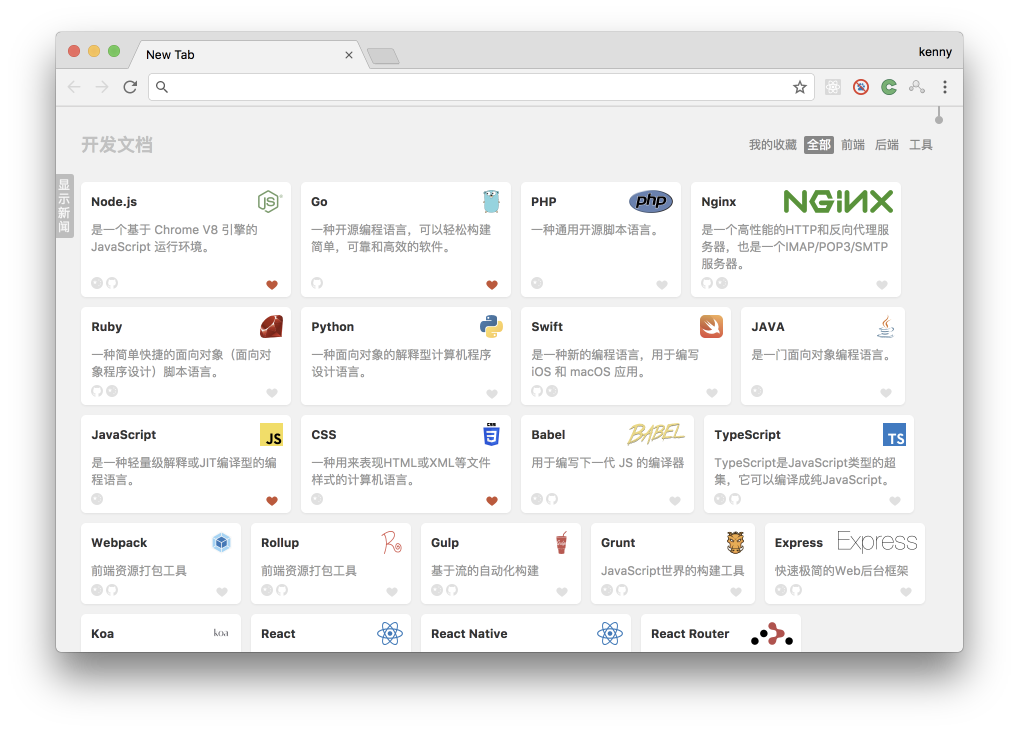 New Tab
kenny
开发文档
我的收藏 全部 前端 后端 工具
显示新闻
Node.js
JS
是一个基于 Chrome V8 引擎的
JavaScript 运行环境。
Go
一种开源编程语言，可以轻松构建
简单，可靠和高效的软件。
PHP
php
一种通用开源脚本语言。
Nginx
NGiNX
是一个高性能的HTTP和反向代理服
务器，也是一个IMAP/POP3/SMTP
服务器。
Ruby
一种简单快捷的面向对象（面向对
象程序设计）脚本语言。
Python
一种面向对象的解释型计算机程序
设计语言。
Swift
是一种新的编程语言，用于编写
iOS 和 macOS 应用。
JAVA
是一门面向对象编程语言。
JavaScript
JS
是一种轻量级解释或JIT编译型的编
程语言。
CSS
CSS
3
一种用来表现HTML或XML等文件
样式的计算机语言。
Babel
BABEL
用于编写下一代 JS 的编译器
TypeScript
TS
TypeScript是JavaScript类型的超
集，它可以编译成纯JavaScript。
Webpack
前端资源打包工具
Rollup
R
前端资源打包工具
Gulp
基于流的自动化构建
Grunt
JavaScript世界的构建工具
Express
Express
快速极简的Web后台框架
Koa
koa
React
React Native
React Router